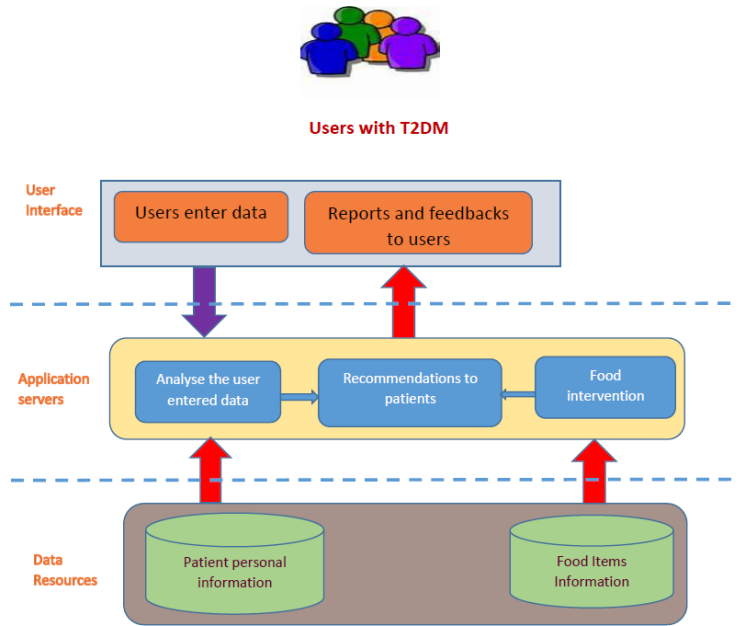 Users with T2DM
User
Interface
Users enter data
Reports and feedbacks
to users
Application
servers
Analyse the user
entered data
Recommendations to
patients
Food
intervention
Data
Resources
Patient personal
information
Food Items
Information